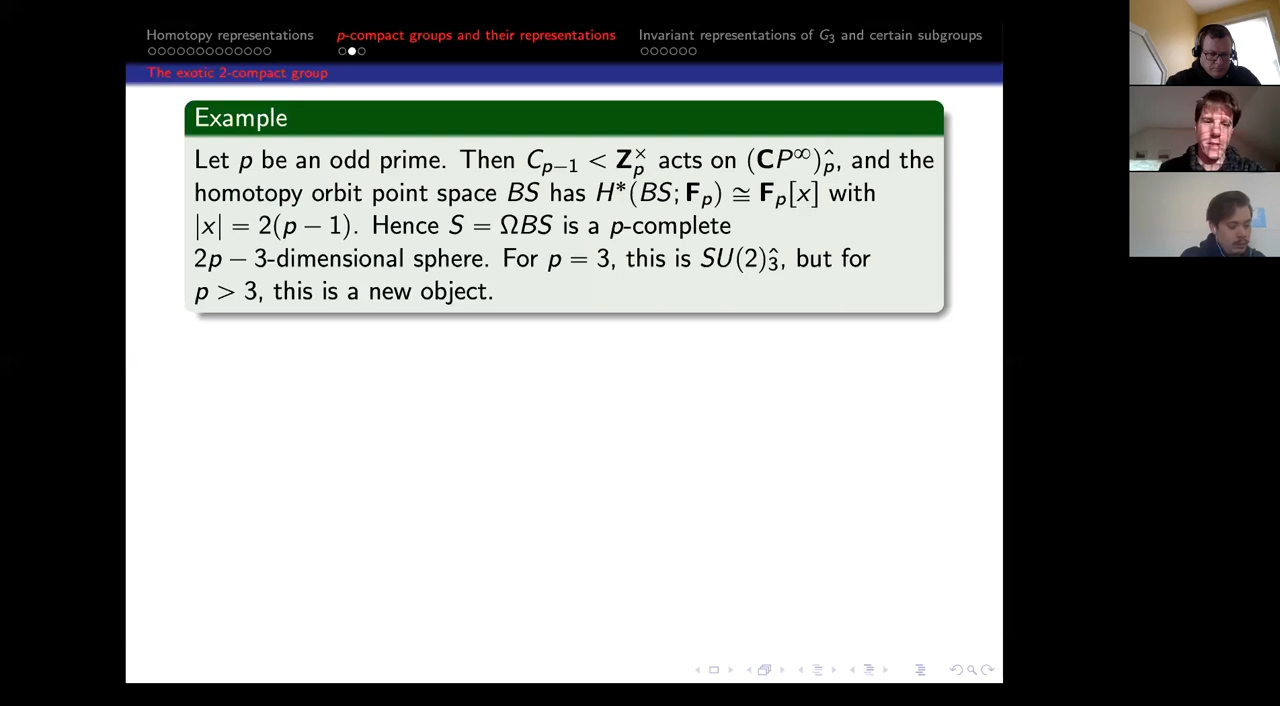 Homotopy representations p-compact groups and their representations Invariant representations of G₃ and certain subgroups
The exotic 2-compact group
Example
Let p be an odd prime. Then C_{p−1} < Z_p^× acts on (CP^∞)_p^ˆ, and the
homotopy orbit point space BS has H*(BS; F_p) ≅ F_p[x] with
|x| = 2(p − 1). Hence S = ΩBS is a p-complete
2p − 3-dimensional sphere. For p = 3, this is SU(2)_3^ˆ, but for
p > 3, this is a new object.